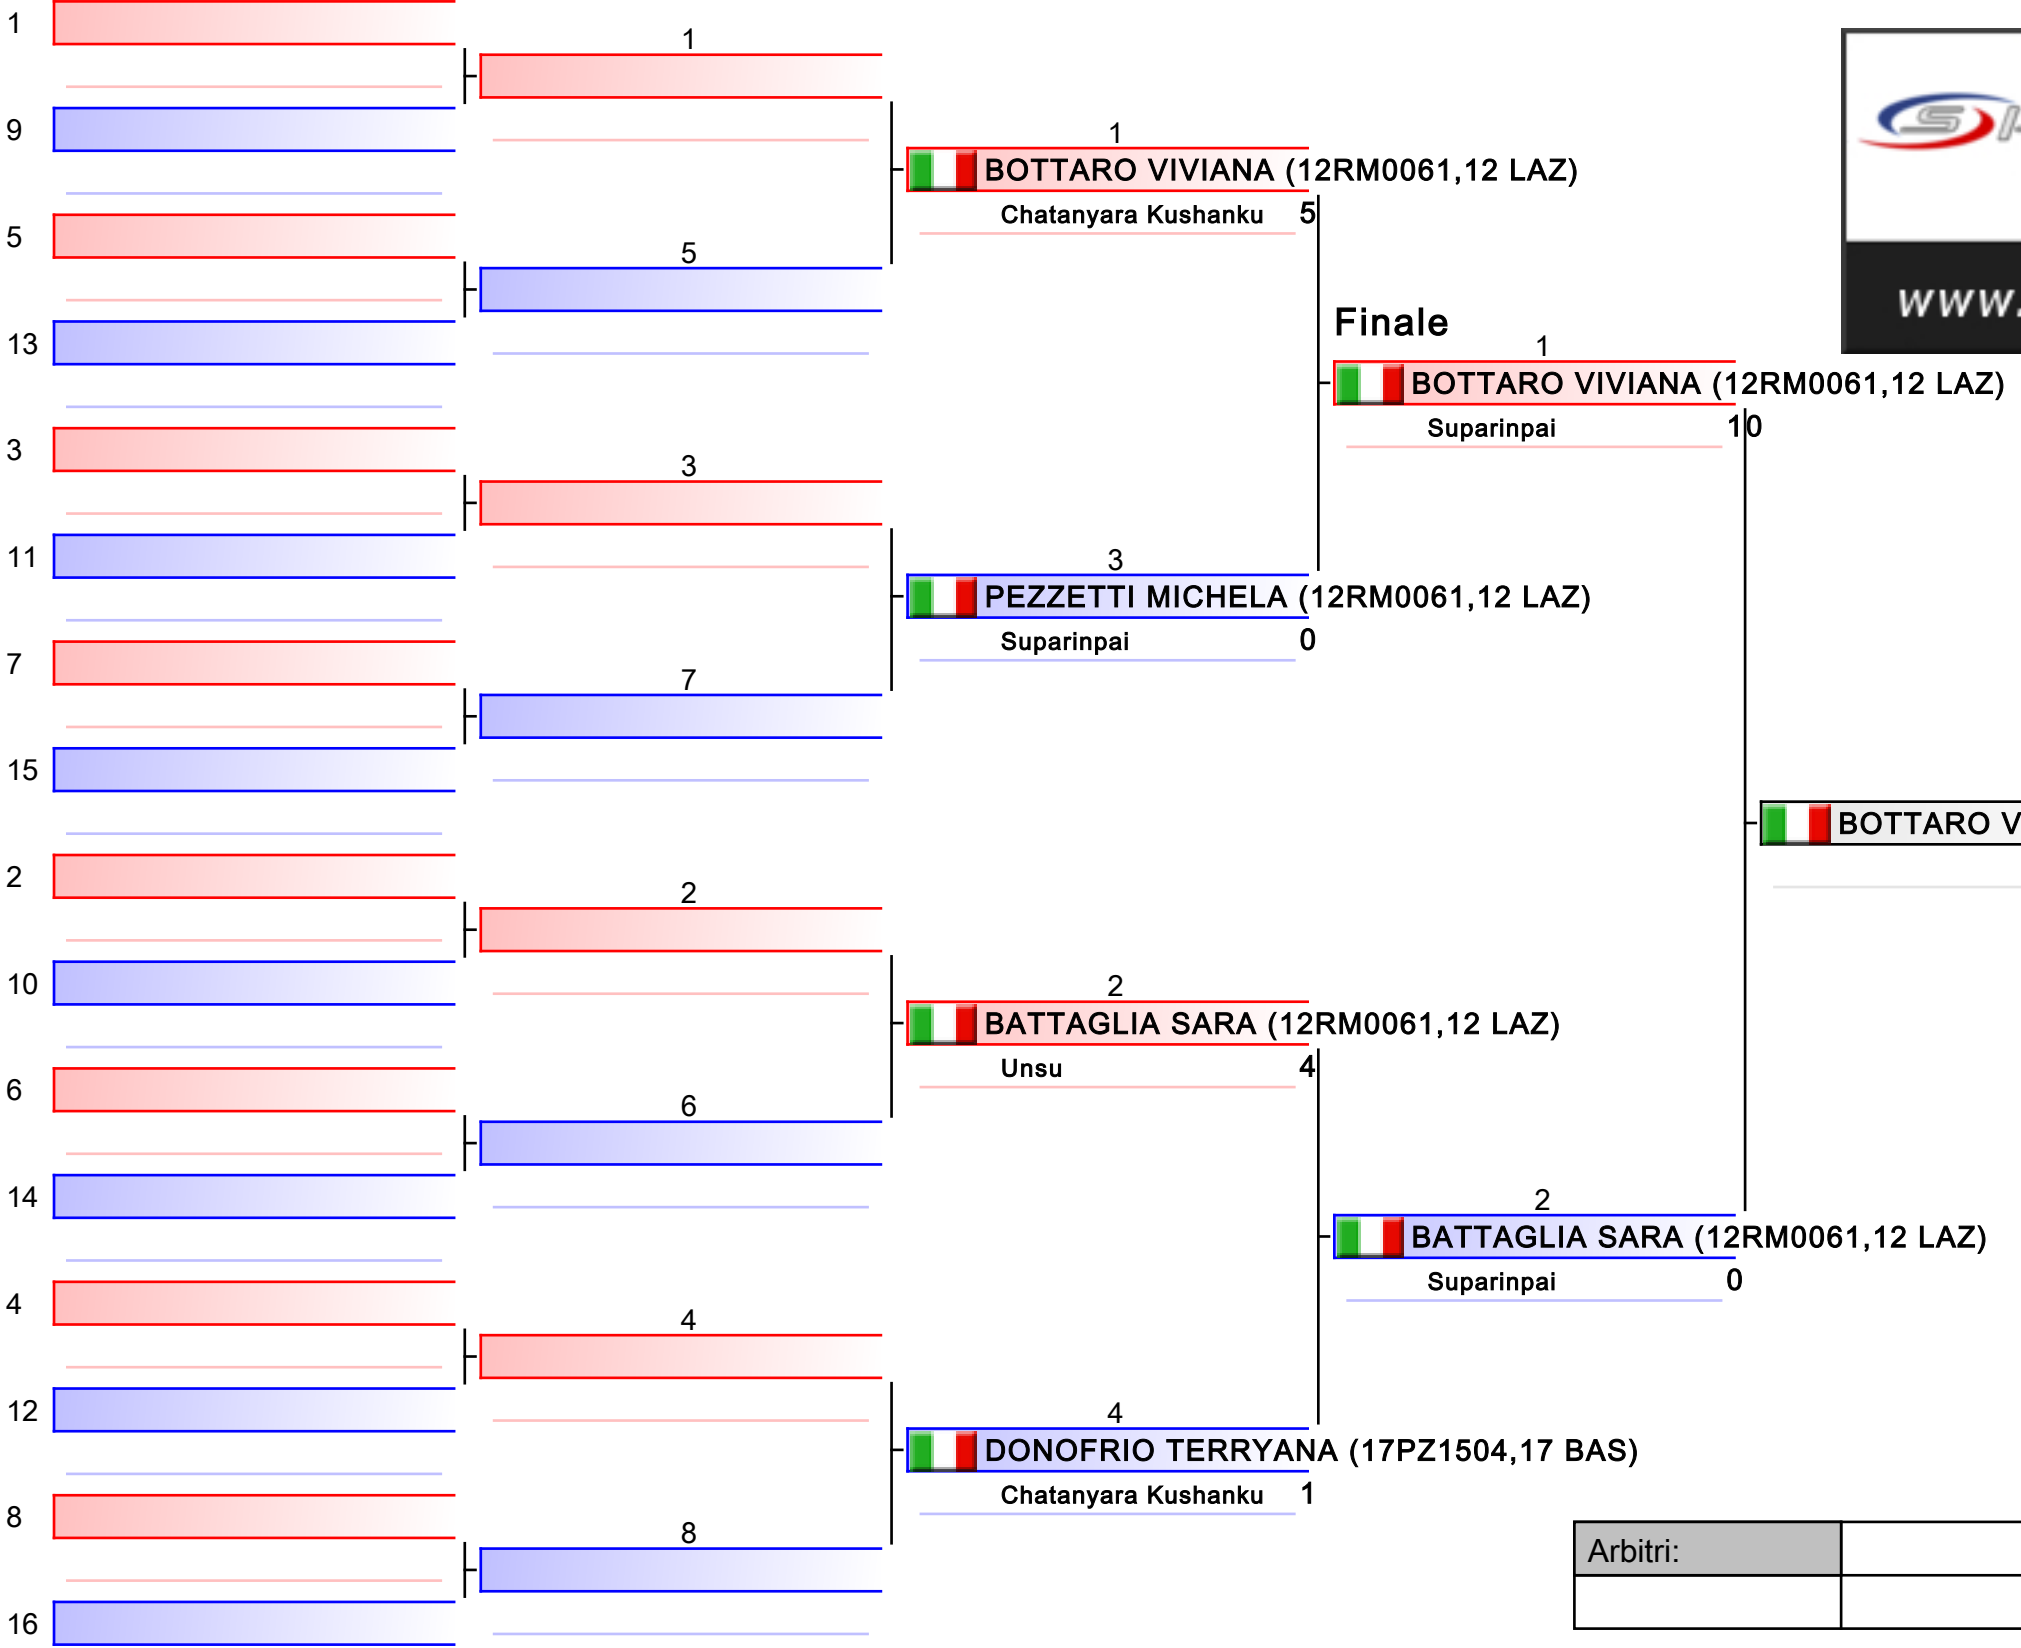 1
9
5
13
3
11
7
15
2
10
6
14
4
12
8
16
1
5
3
7
2
6
4
8
1
BOTTARO VIVIANA (12RM0061,12 LAZ)
Chatanyara Kushanku 5
3
PEZZETTI MICHELA (12RM0061,12 LAZ)
Suparinpai 0
2
BATTAGLIA SARA (12RM0061,12 LAZ)
Unsu 4
4
DONOFRIO TERRYANA (17PZ1504,17 BAS)
Chatanyara Kushanku 1
Finale
1
BOTTARO VIVIANA (12RM0061,12 LAZ)
Suparinpai 10
2
BATTAGLIA SARA (12RM0061,12 LAZ)
Suparinpai 0
BOTTARO V
S
www.
Arbitri: